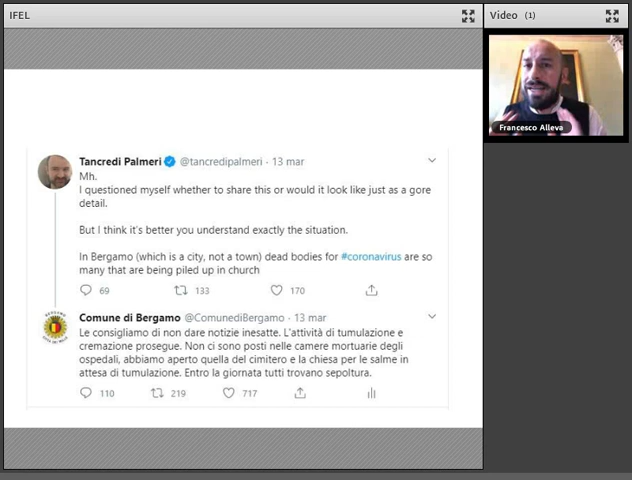 IFEL
Video (1)
Francesco Alleva
Tancredi Palmeri @tancredipalmeri · 13 mar
Mh.
I questioned myself whether to share this or would it look like just as a gore
detail.
But I think it's better you understand exactly the situation.
In Bergamo (which is a city, not a town) dead bodies for #coronavirus are so
many that are being piled up in church
69 133 170
Comune di Bergamo @ComunediBergamo · 13 mar
Le consigliamo di non dare notizie inesatte. L'attività di tumulazione e
cremazione prosegue. Non ci sono posti nelle camere mortuarie degli
ospedali, abbiamo aperto quella del cimitero e la chiesa per le salme in
attesa di tumulazione. Entro la giornata tutti trovano sepoltura.
110 219 717